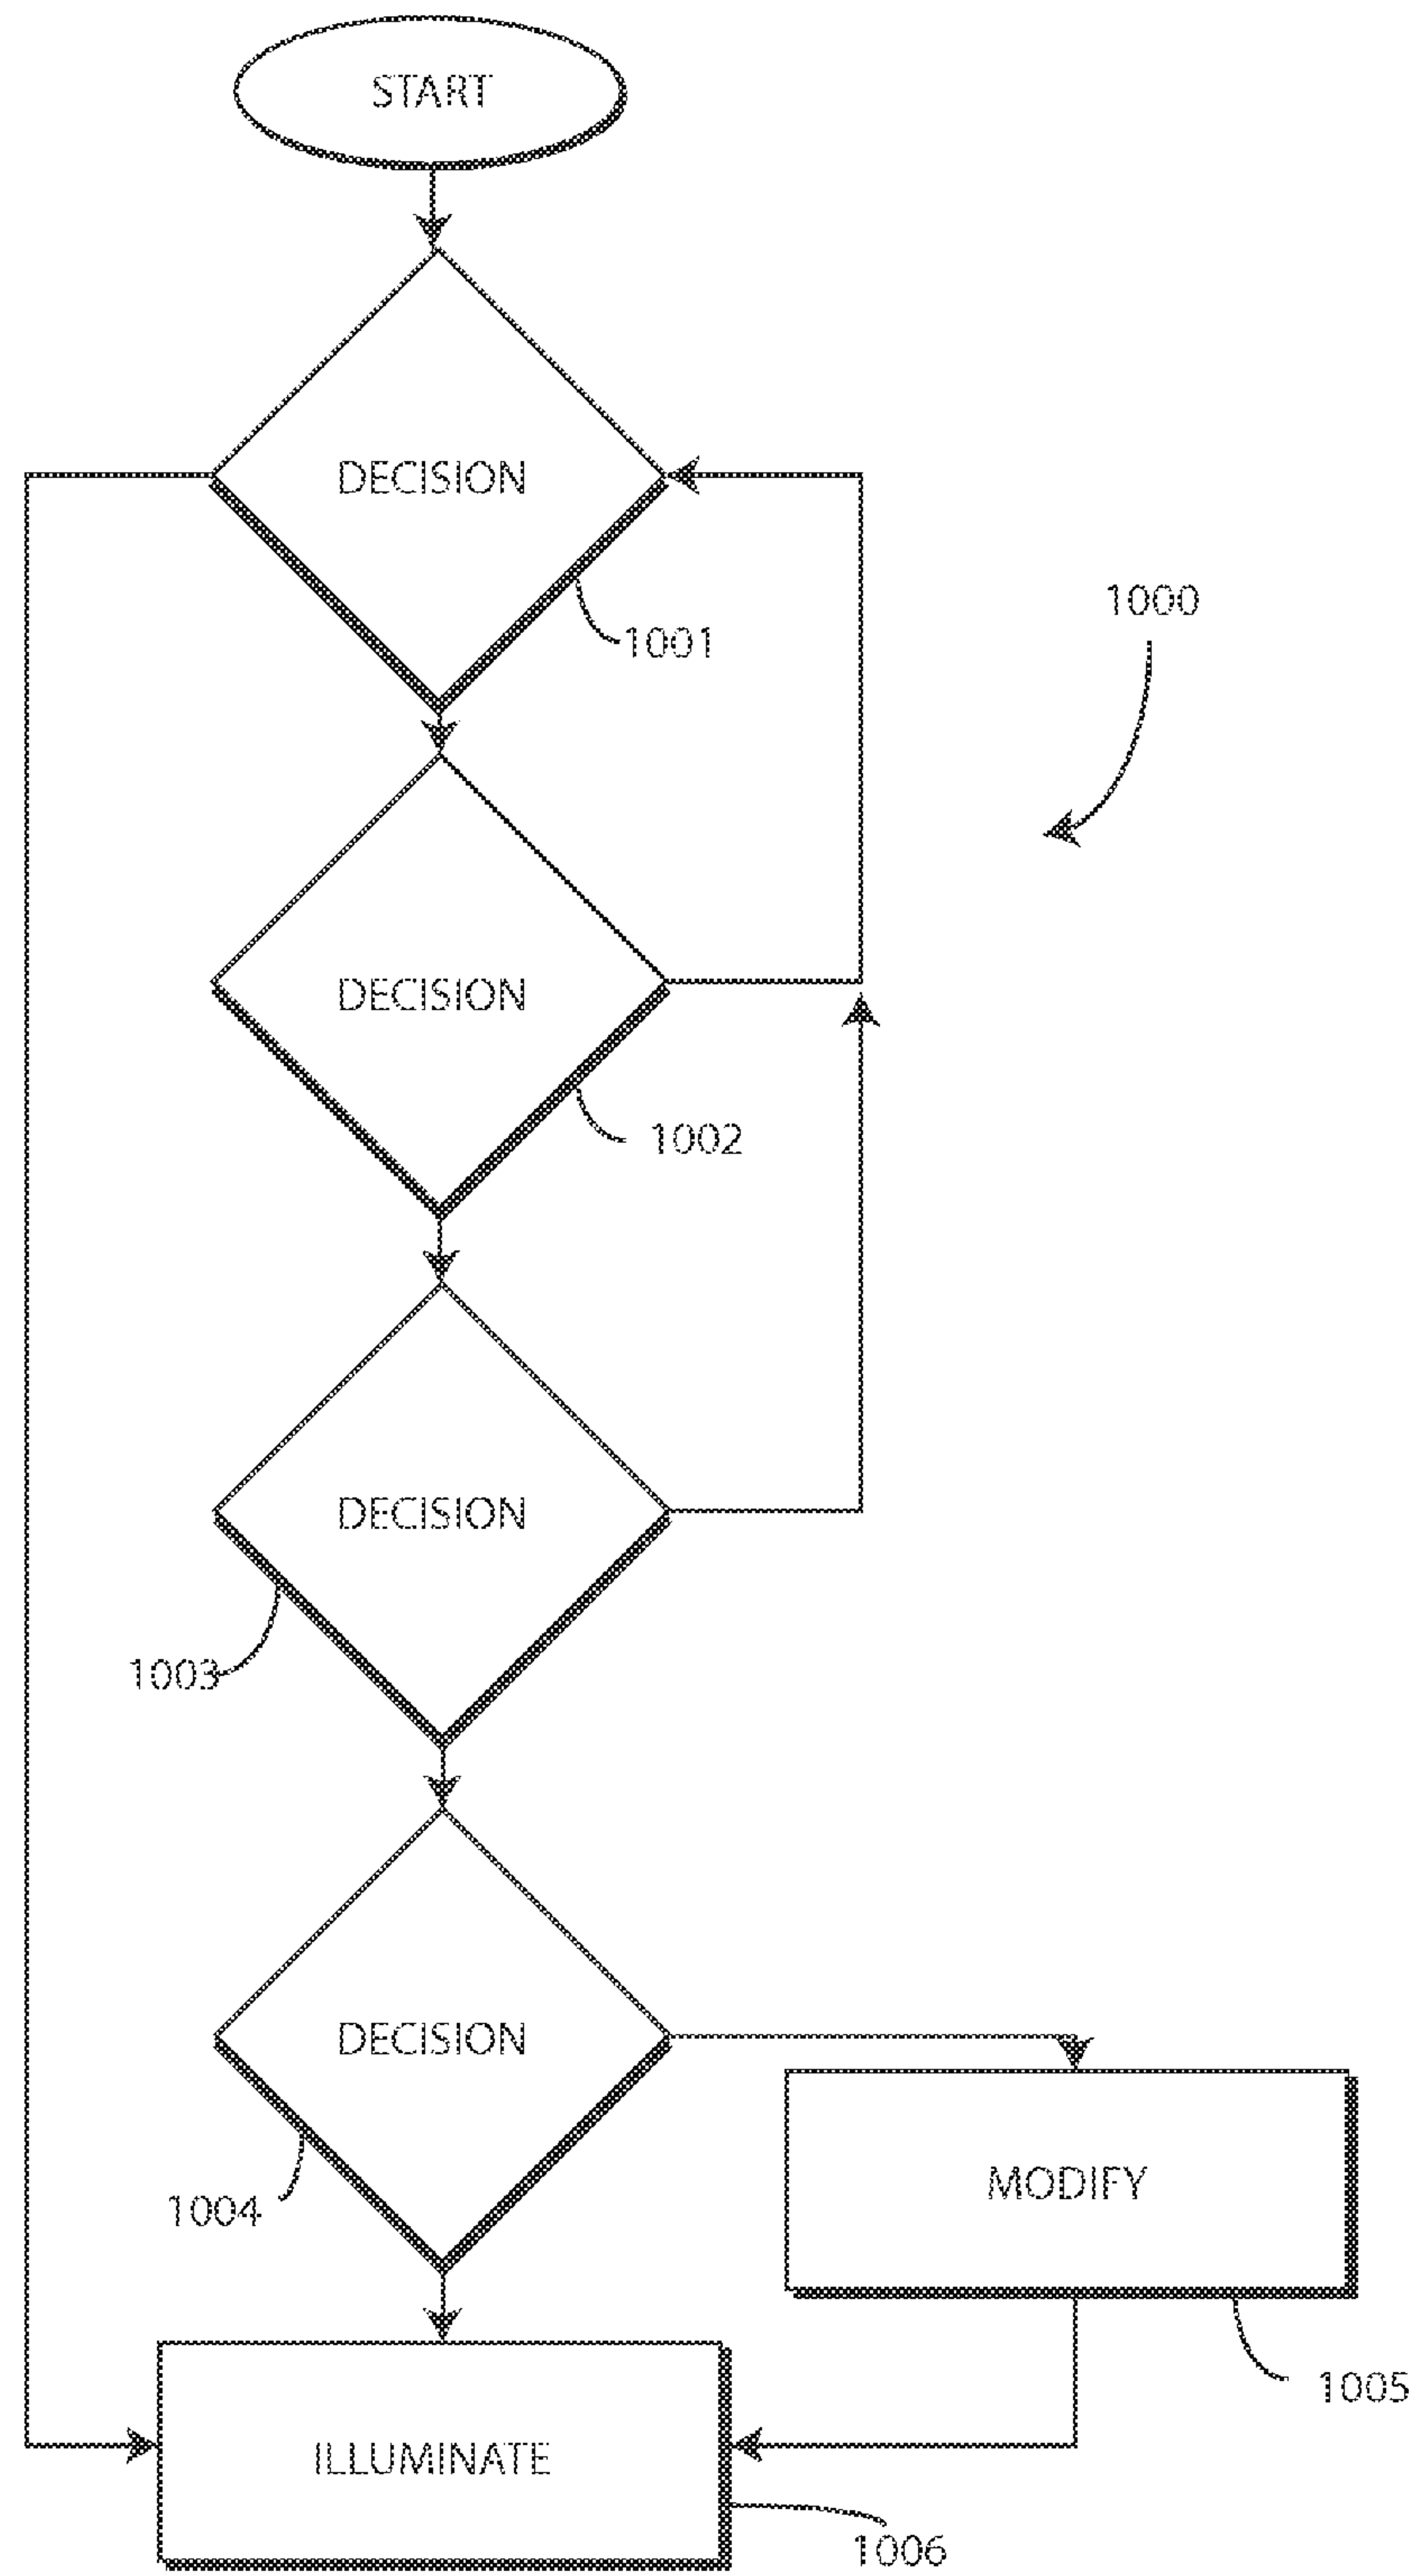 START
DECISION
1000
1001
DECISION
1002
DECISION
1003
DECISION
MODIFY
1004
1005
ILLUMINATE
1006